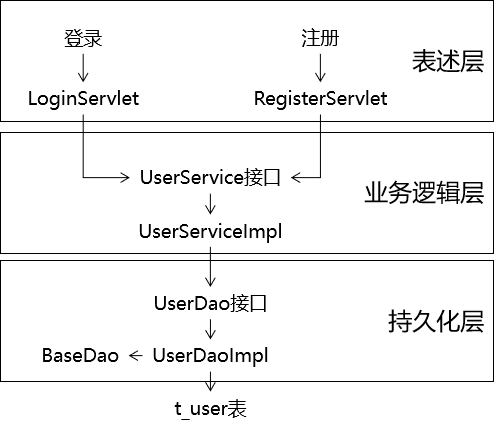 登录 注册
表述层
LoginServlet RegisterServlet
UserService接口
业务逻辑层
UserServiceImpl
UserDao接口
持久化层
BaseDao UserDaoImpl
t_user表